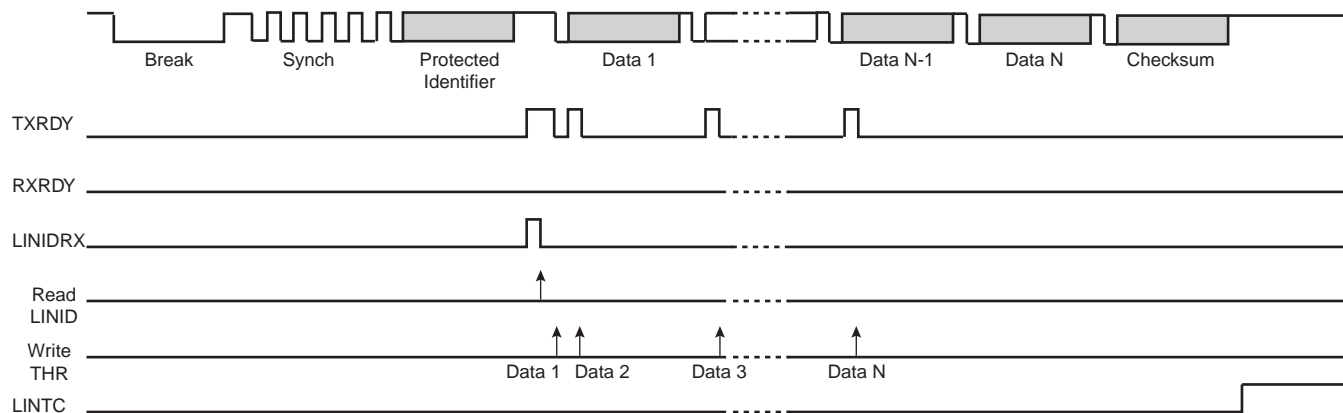 Break Synch Protected Data 1 Data N-1 Data N Checksum
Identifier
TXRDY
RXRDY
LINIDRX
Read
LINID
Write
THR
Data 1 Data 2 Data 3 Data N
LINTC